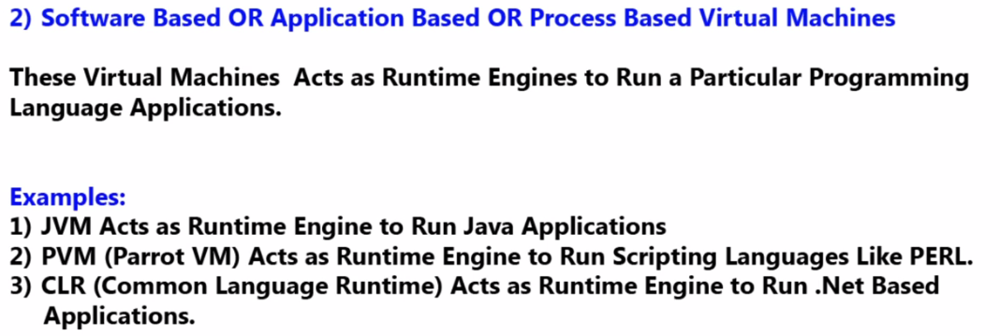 2) Software Based OR Application Based OR Process Based Virtual Machines
These Virtual Machines Acts as Runtime Engines to Run a Particular Programming
Language Applications.
Examples:
1) JVM Acts as Runtime Engine to Run Java Applications
2) PVM (Parrot VM) Acts as Runtime Engine to Run Scripting Languages Like PERL.
3) CLR (Common Language Runtime) Acts as Runtime Engine to Run .Net Based
Applications.